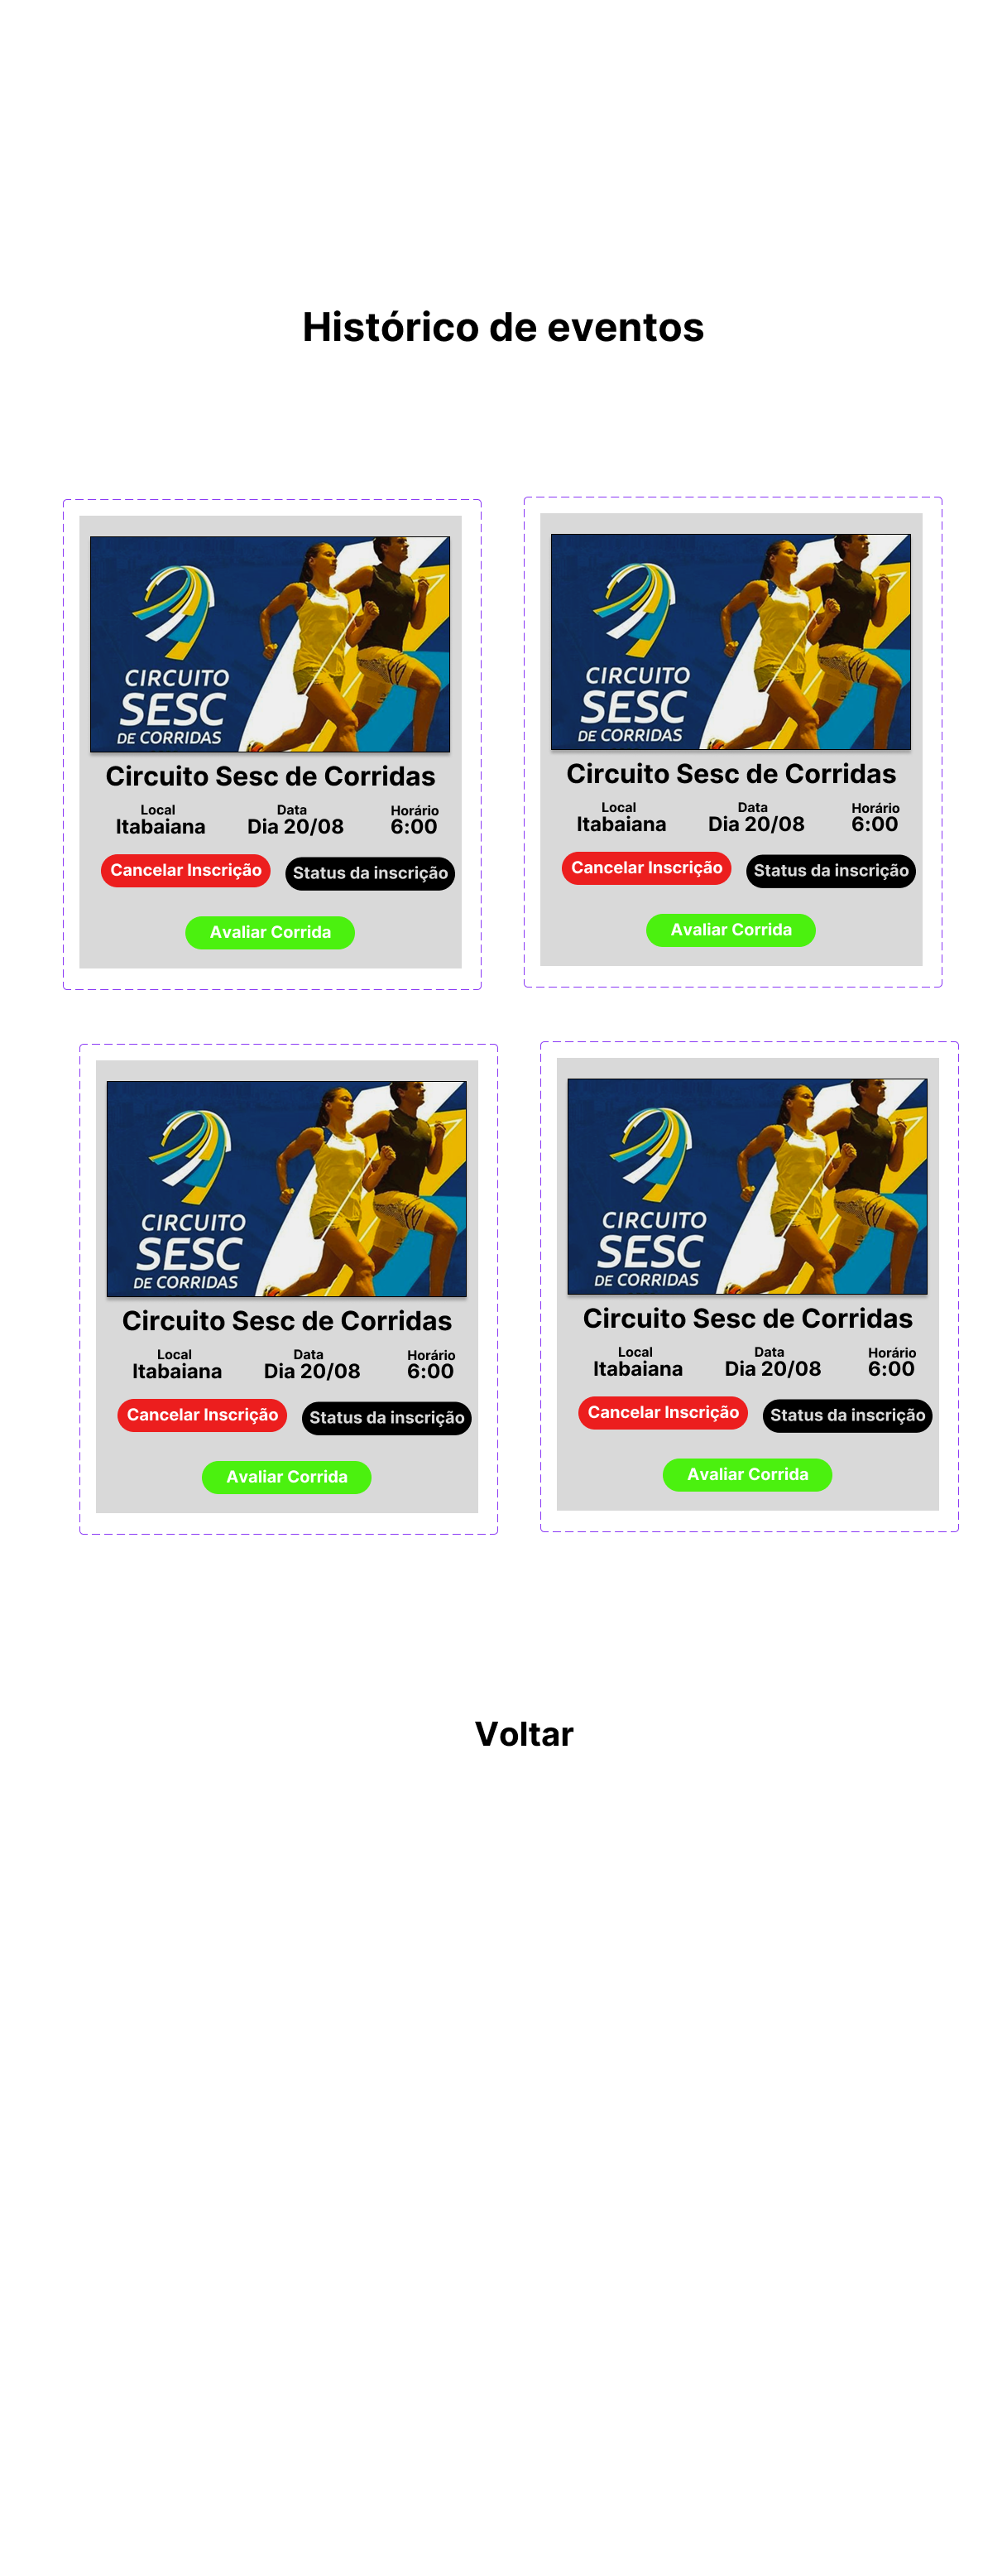 Histórico de eventos
CIRCUITO
SESC
DE CORRIDAS
Circuito Sesc de Corridas
Local Data Horário
Itabaiana Dia 20/08 6:00
Cancelar Inscrição Status da inscrição
Avaliar Corrida
CIRCUITO
SESC
DE CORRIDAS
Circuito Sesc de Corridas
Local Data Horário
Itabaiana Dia 20/08 6:00
Cancelar Inscrição Status da inscrição
Avaliar Corrida
CIRCUITO
SESC
DE CORRIDAS
Circuito Sesc de Corridas
Local Data Horário
Itabaiana Dia 20/08 6:00
Cancelar Inscrição Status da inscrição
Avaliar Corrida
CIRCUITO
SESC
DE CORRIDAS
Circuito Sesc de Corridas
Local Data Horário
Itabaiana Dia 20/08 6:00
Cancelar Inscrição Status da inscrição
Avaliar Corrida
Voltar